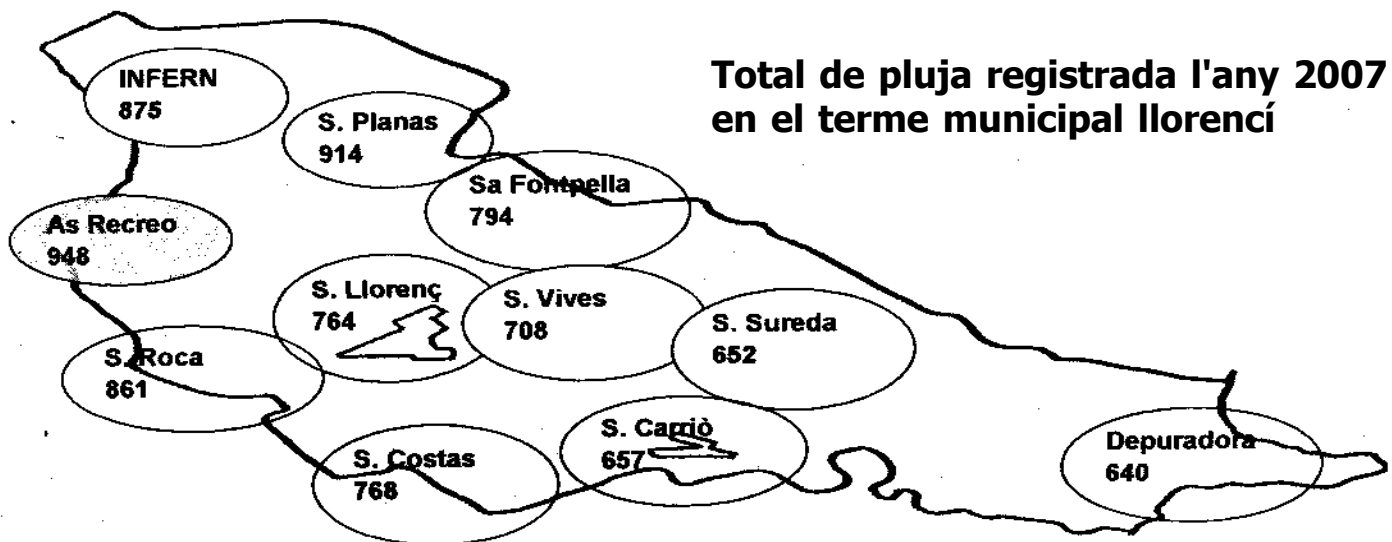 Total de pluja registrada l'any 2007
en el terme municipal llorencí
INFERN
875
S. Planas
914
Sa Fontpella
794
As Recreo
948
S. Llorenç
764
S. Vives
708
S. Sureda
652
S. Roca
861
S. Carriò
657
S. Costas
768
Depuradora
640